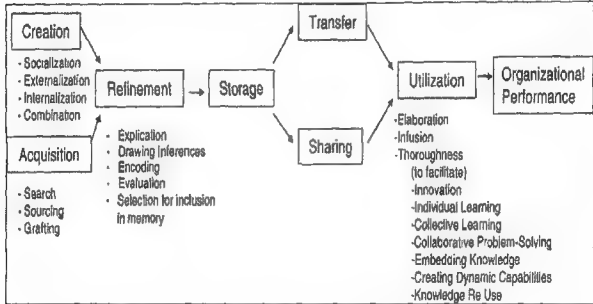 Creation
- Socialization
- Externalization
- Internalization
- Combination
Acquisition
- Search
- Sourcing
- Grafting
Refinement
• Explication
• Drawing Inferences
• Encoding
• Evaluation
• Selection for inclusion
in memory
Storage
Transfer
Sharing
Utilization
-Elaboration
-Infusion
-Thoroughness
(to facilitate)
-Innovation
-Individual Learning
-Collective Learning
-Collaborative Problem-Solving
-Embedding Knowledge
-Creating Dynamic Capabilities
-Knowledge Re Use
Organizational
Performance